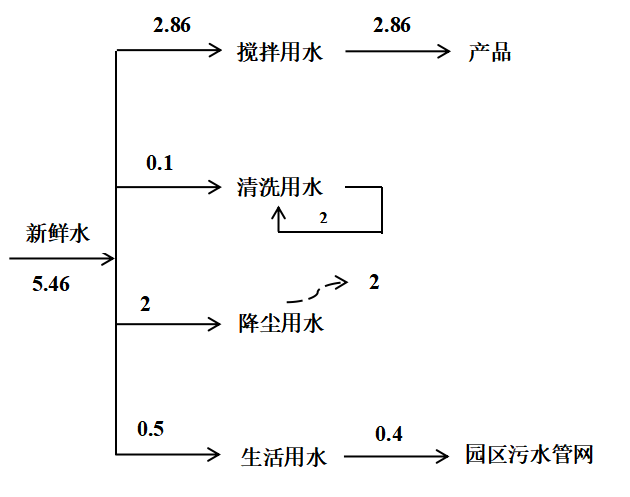 2.86
2.86
搅拌用水
产品
0.1
清洗用水
2
新鲜水
5.46
2
2
降尘用水
0.5
0.4
生活用水
园区污水管网